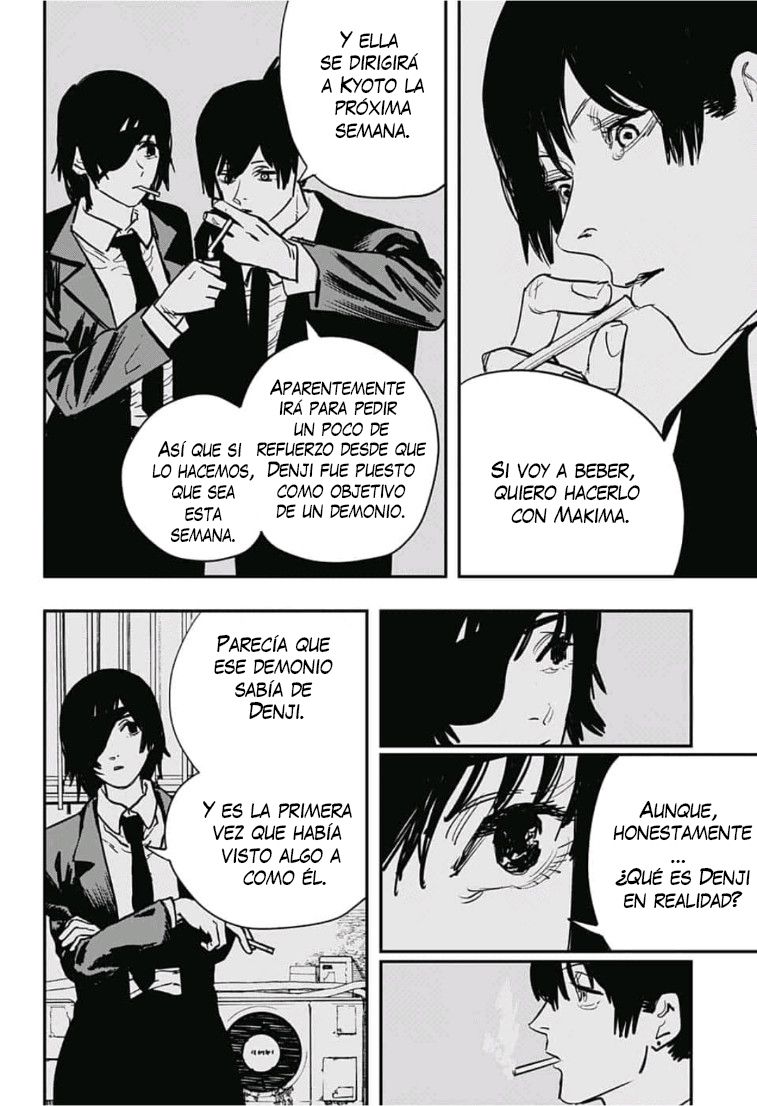 SI VOY A BEBER,
QUIERO HACERLO
CON MAKIMA.
Y ELLA
SE DIRIGIRÁ
A KYOTO LA
PRÓXIMA
SEMANA.
APARENTEMENTE
IRÁ PARA PEDIR
UN POCO DE
REFUERZO DESDE QUE
DENJI FUE PUESTO
COMO OBJETIVO
DE UN DEMONIO.
ASÍ QUE SI
LO HACEMOS,
QUE SEA
ESTA
SEMANA.
AUNQUE,
HONESTAMENTE
...
¿QUÉ ES DENJI
EN REALIDAD?
PARECÍA QUE
ESE DEMONIO
SABÍA DE
DENJI.
Y ES LA PRIMERA
VEZ QUE HABÍA
VISTO ALGO A
COMO ÉL.